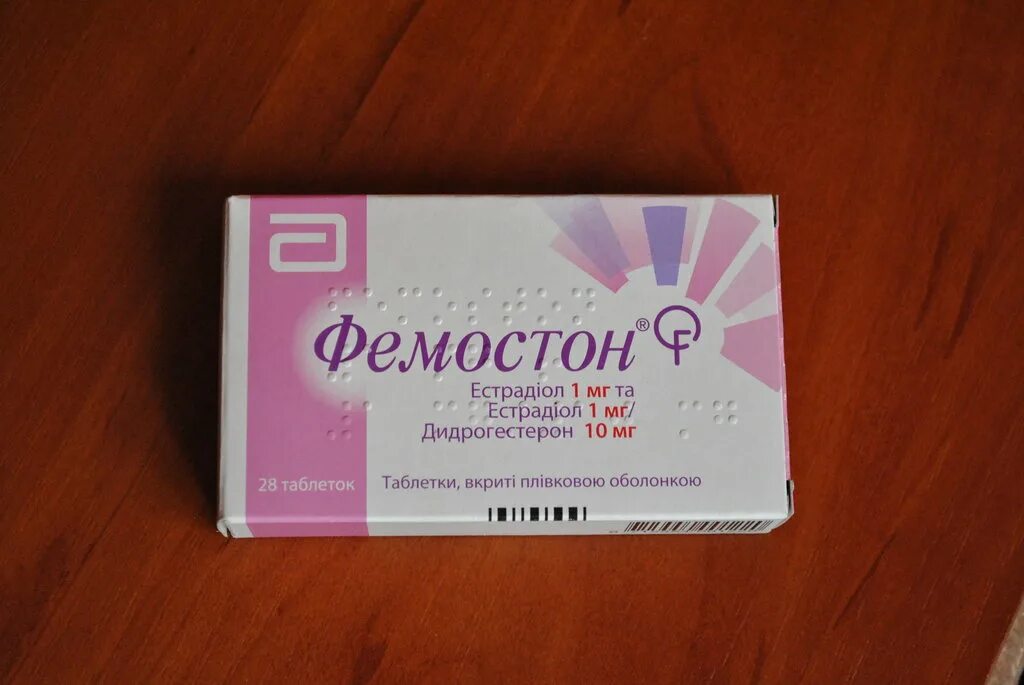 Фемостон®
Естрадіол 1 мг та
Естрадіол 1 мг/
Дидрогестерон 10 мг
28 таблеток
Таблетки, вкриті плівковою оболонкою